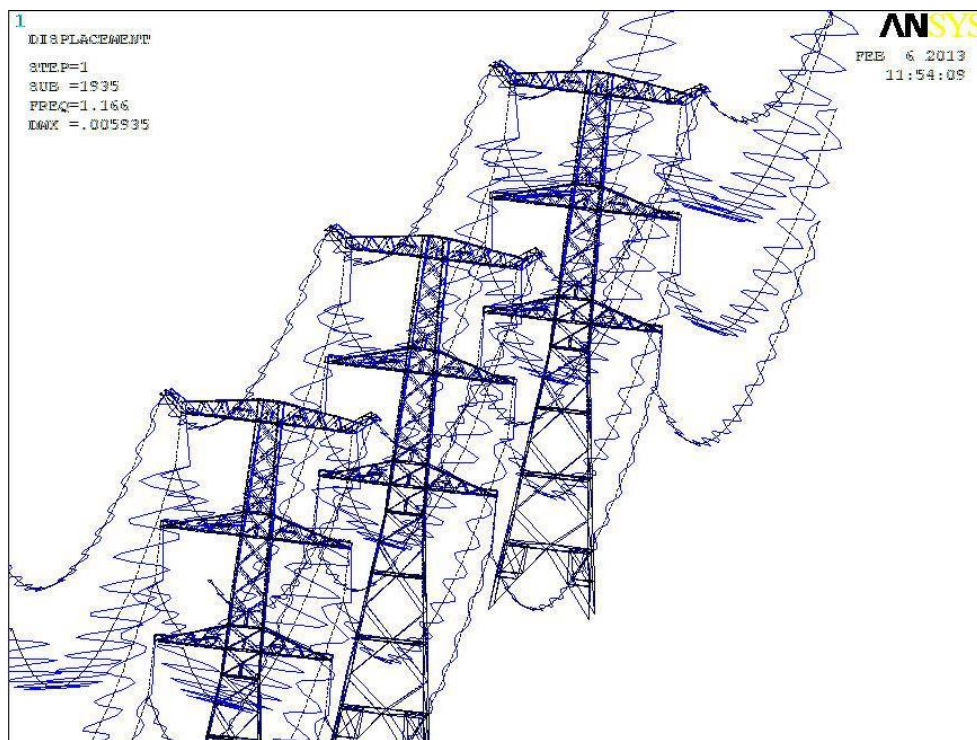 1
DISPLACEMENT
STEP=1
SUB =1935
FREQ=1.166
DMX =.005935
ANSYS
FEB 6 2013
11:54:09